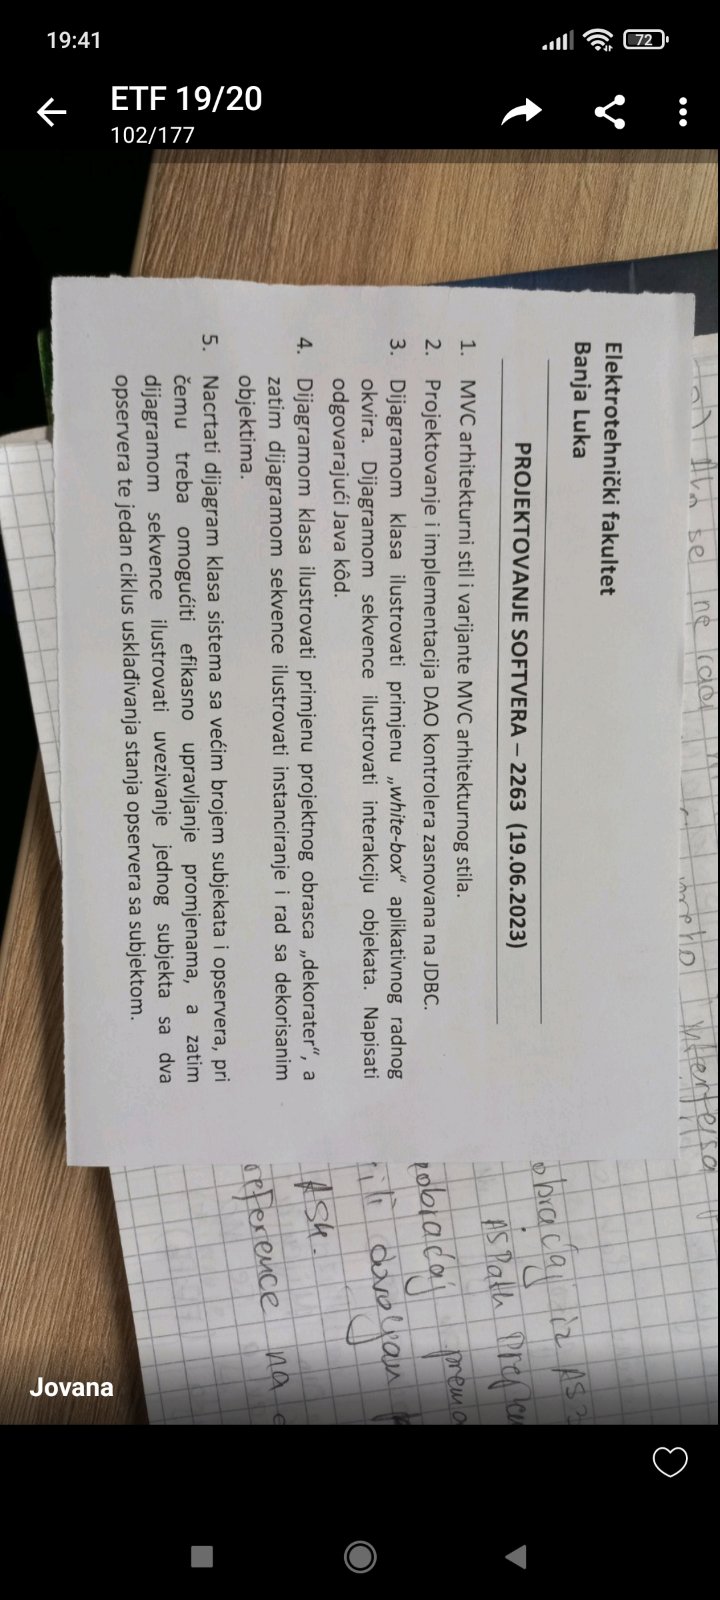 72
19:41
ETF 19/20
102/177
Ako se ne radi
preko interfejsa
Elektrotehnički fakultet
Banja Luka
PROJEKTOVANJE SOFTVERA – 2263 (19.06.2023)
1. MVC arhitekturni stil i varijante MVC arhitekturnog stila.
2. Projektovanje i implementacija DAO kontrolera zasnovana na JDBC.
3. Dijagramom klasa ilustrovati primjenu „white-box“ aplikativnog radnog
okvira. Dijagramom sekvence ilustrovati interakciju objekata. Napisati
odgovarajući Java kôd.
4. Dijagramom klasa ilustrovati primjenu projektnog obrasca „dekorater“, a
zatim dijagramom sekvence ilustrovati instanciranje i rad sa dekorisanim
objektima.
5. Nacrtati dijagram klasa sistema sa većim brojem subjekata i opservera, pri
čemu treba omogućiti efikasno upravljanje promjenama, a zatim
dijagramom sekvence ilustrovati uvezivanje jednog subjekta sa dva
opservera te jedan ciklus usklađivanja stanja opservera sa subjektom.
obraćaj iz AS
ASPath
obraćaj prema
ili dovoljan
AS4.
reference na
Jovana